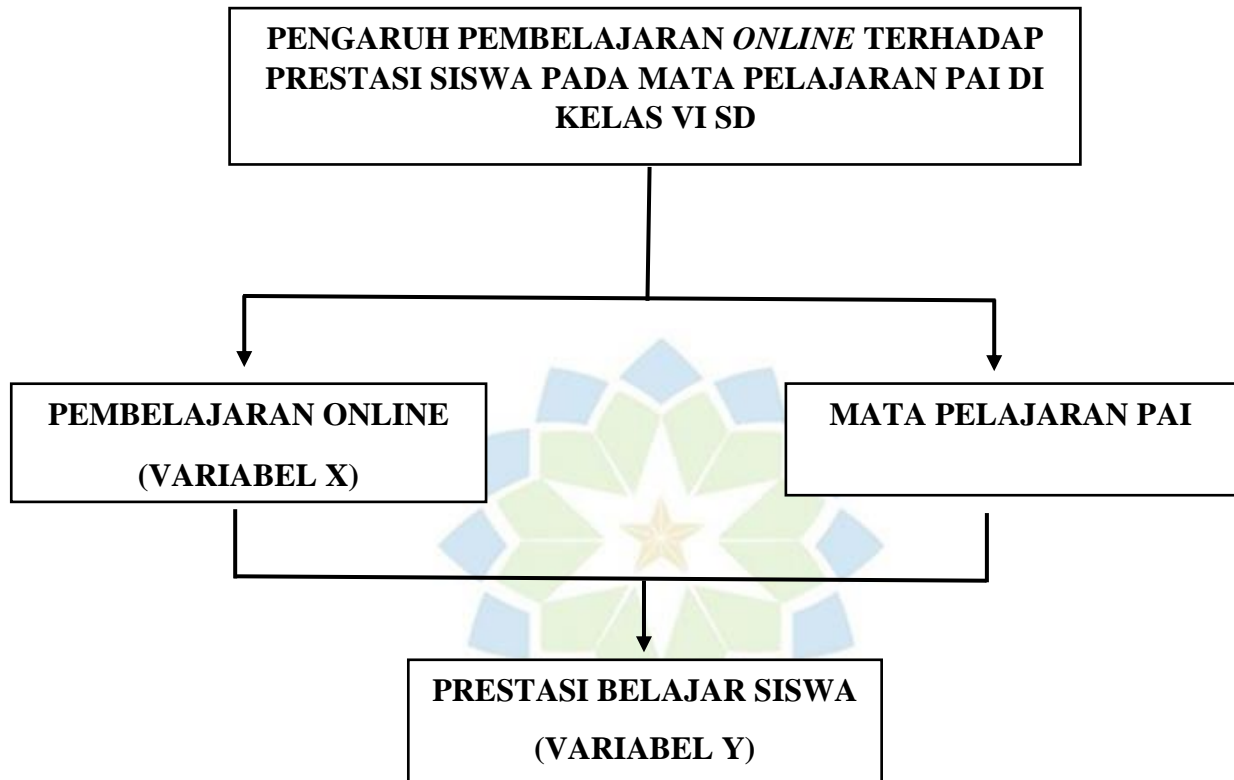 PENGARUH PEMBELAJARAN ONLINE TERHADAP
PRESTASI SISWA PADA MATA PELAJARAN PAI DI
KELAS VI SD
PEMBELAJARAN ONLINE
(VARIABEL X)
MATA PELAJARAN PAI
PRESTASI BELAJAR SISWA
(VARIABEL Y)